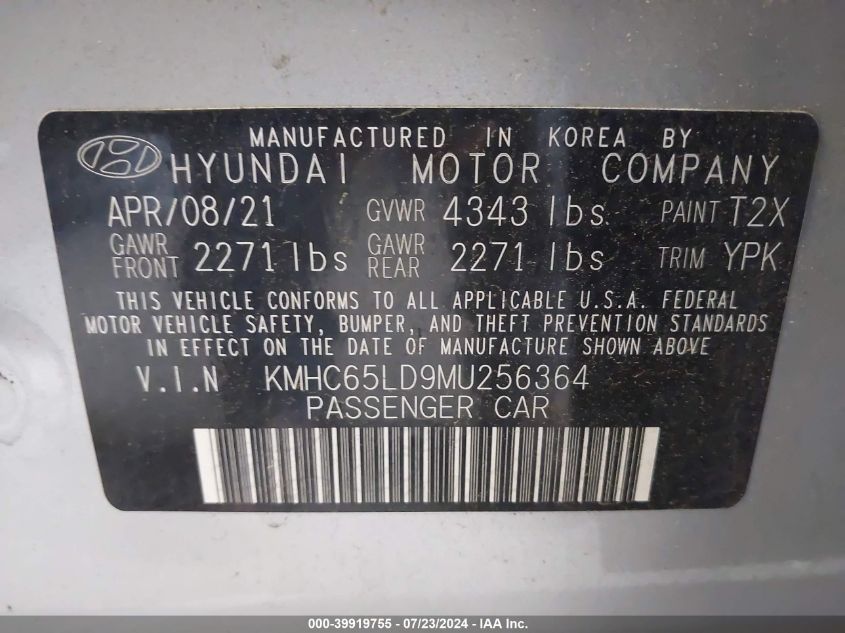 MANUFACTURED IN KOREA BY
HYUNDAI MOTOR COMPANY
APR/08/21 GVWR 4343 lbs PAINT T2X
GAWR FRONT 2271 lbs GAWR REAR 2271 lbs TRIM YPK
THIS VEHICLE CONFORMS TO ALL APPLICABLE U.S.A. FEDERAL
MOTOR VEHICLE SAFETY, BUMPER, AND THEFT PREVENTION STANDARDS
IN EFFECT ON THE DATE OF MANUFACTURE SHOWN ABOVE
V.I.N KMHC65LD9MU256364
PASSENGER CAR
000-39919755 - 07/23/2024 - IAA Inc.